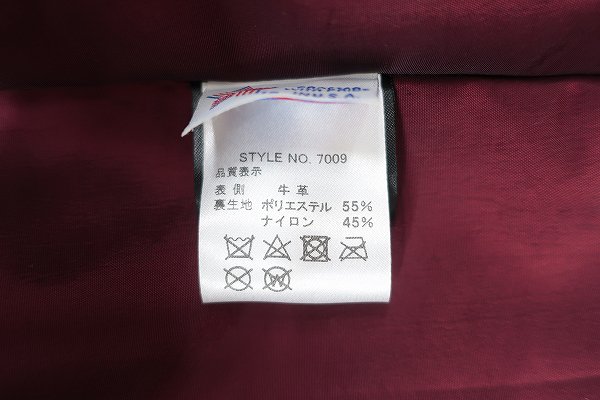 IN U.S.A.
STYLE NO. 7009
品質表示
表側 牛革
裏生地 ポリエステル 55%
ナイロン 45%
W